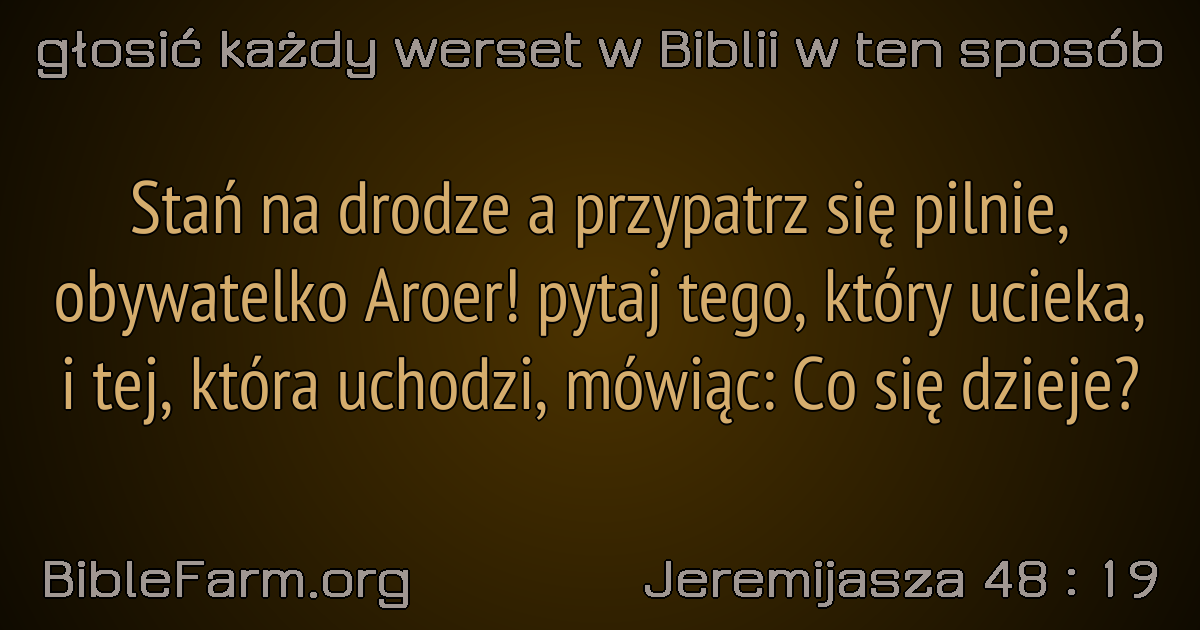 głosić każdy werset w Biblii w ten sposób
Stań na drodze a przypatrz się pilnie,
obywatelko Aroer! pytaj tego, który ucieka,
i tej, która uchodzi, mówiąc: Co się dzieje?
BibleFarm.org
Jeremijasza 48 : 19